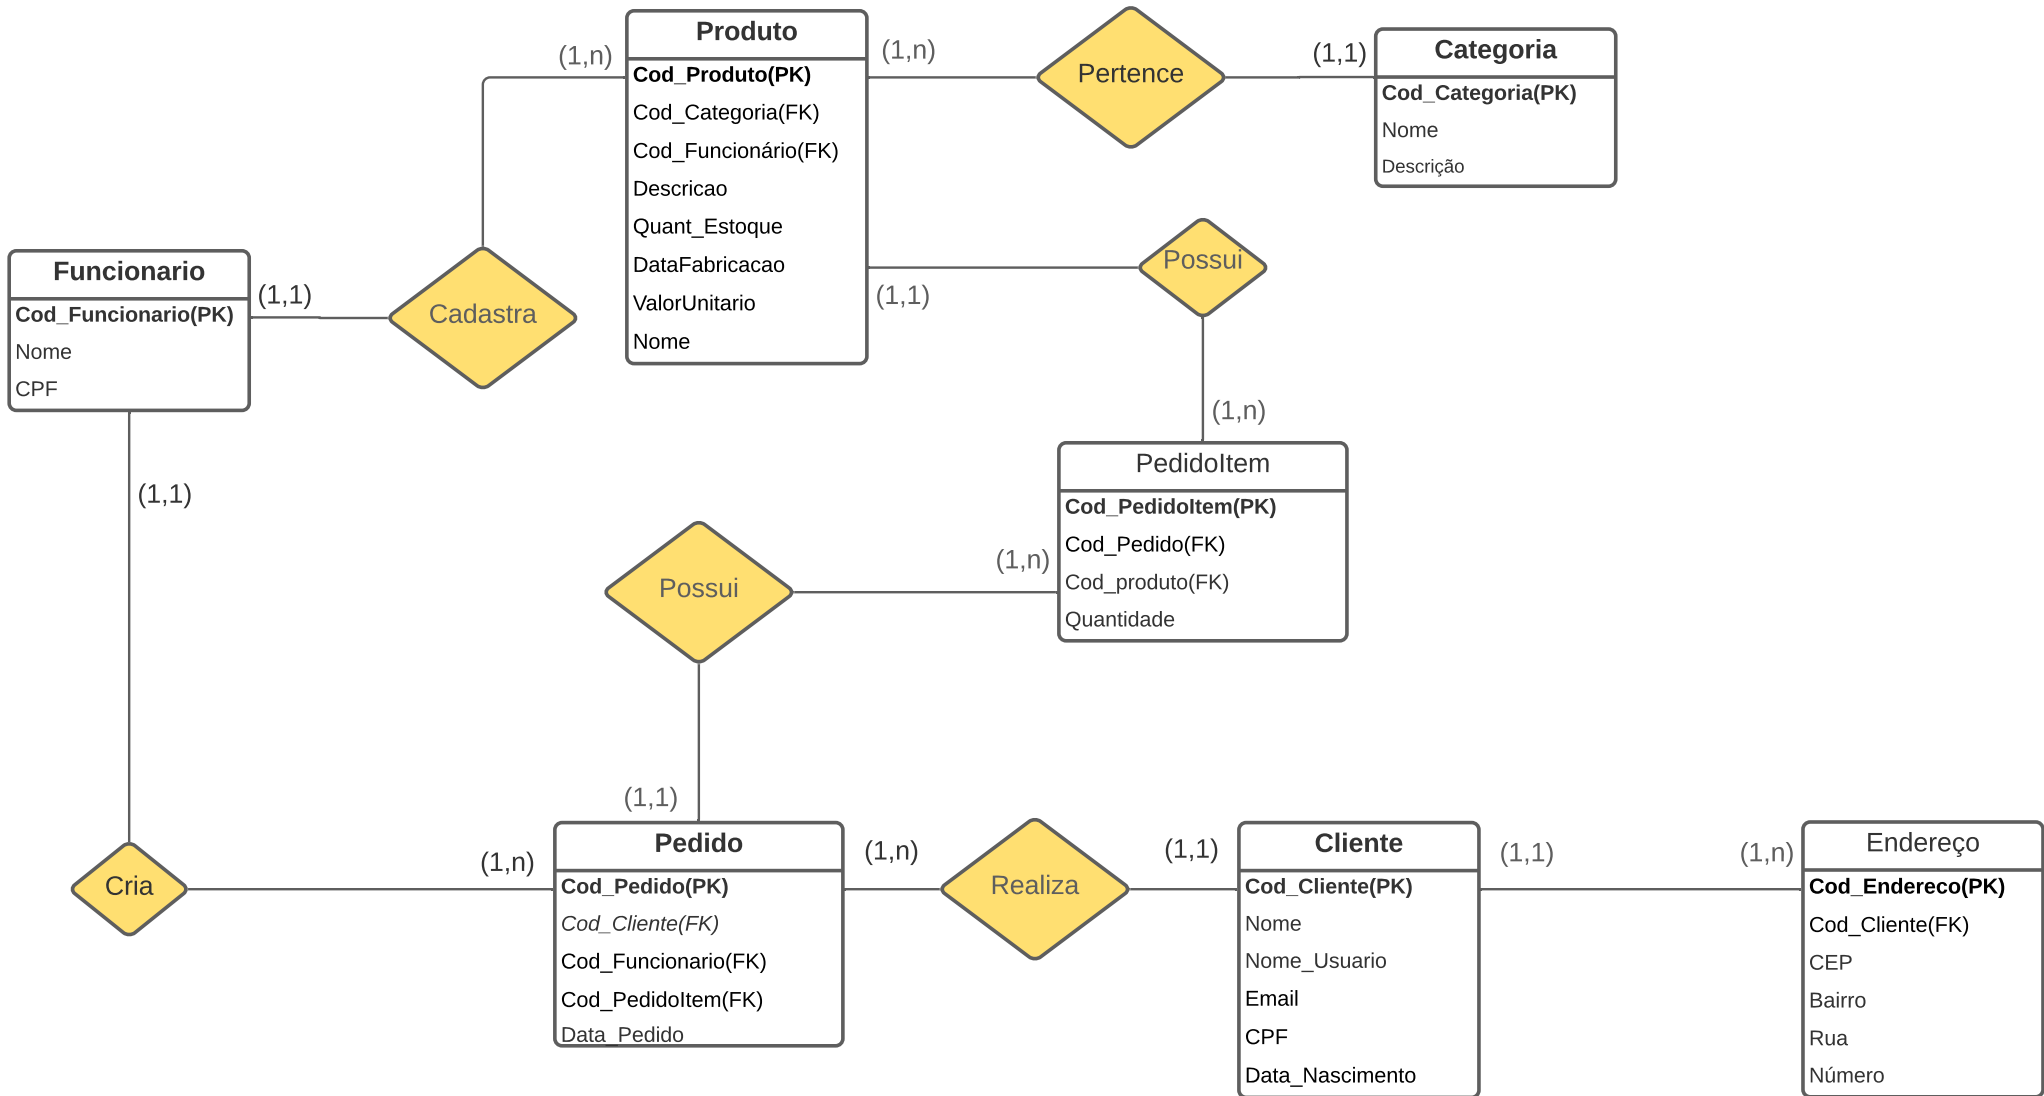 Produto
Cod_Produto(PK)
Cod_Categoria(FK)
Cod_Funcionário(FK)
Descricao
Quant_Estoque
DataFabricacao
ValorUnitario
Nome
(1,n)
(1,n)
Pertence
(1,1)
Categoria
Cod_Categoria(PK)
Nome
Descrição
Funcionario
Cod_Funcionario(PK)
Nome
CPF
(1,1)
Cadastra
(1,1)
Possui
(1,n)
(1,1)
PedidoItem
Cod_PedidoItem(PK)
Cod_Pedido(FK)
Cod_produto(FK)
Quantidade
Possui
(1,n)
(1,1)
Cria
(1,n)
Pedido
Cod_Pedido(PK)
Cod_Cliente(FK)
Cod_Funcionario(FK)
Cod_PedidoItem(FK)
Data_Pedido
(1,n)
Realiza
(1,1)
Cliente
Cod_Cliente(PK)
Nome
Nome_Usuario
Email
CPF
Data_Nascimento
(1,1)
(1,n)
Endereço
Cod_Endereco(PK)
Cod_Cliente(FK)
CEP
Bairro
Rua
Número